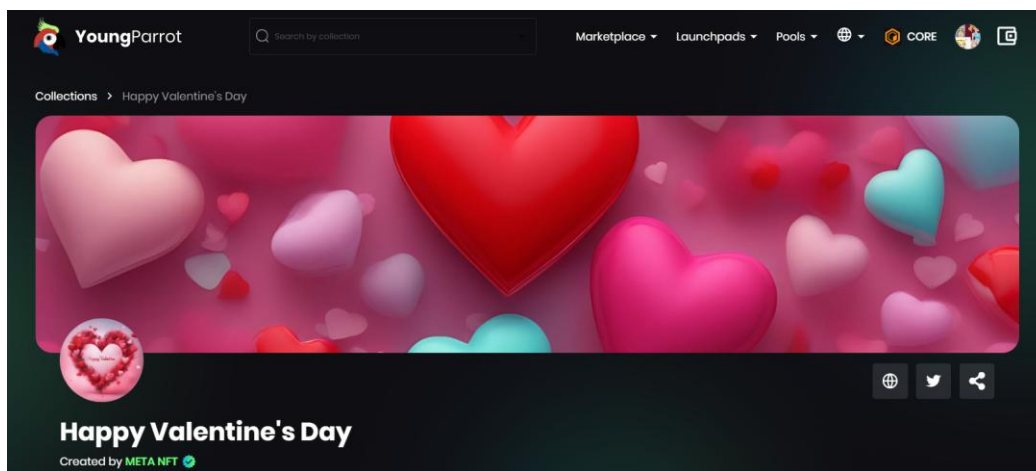 YoungParrot
Search by collection
Marketplace
Launchpads
Pools
CORE
Collections > Happy Valentine's Day
Happy Valentine's Day
Created by META NFT